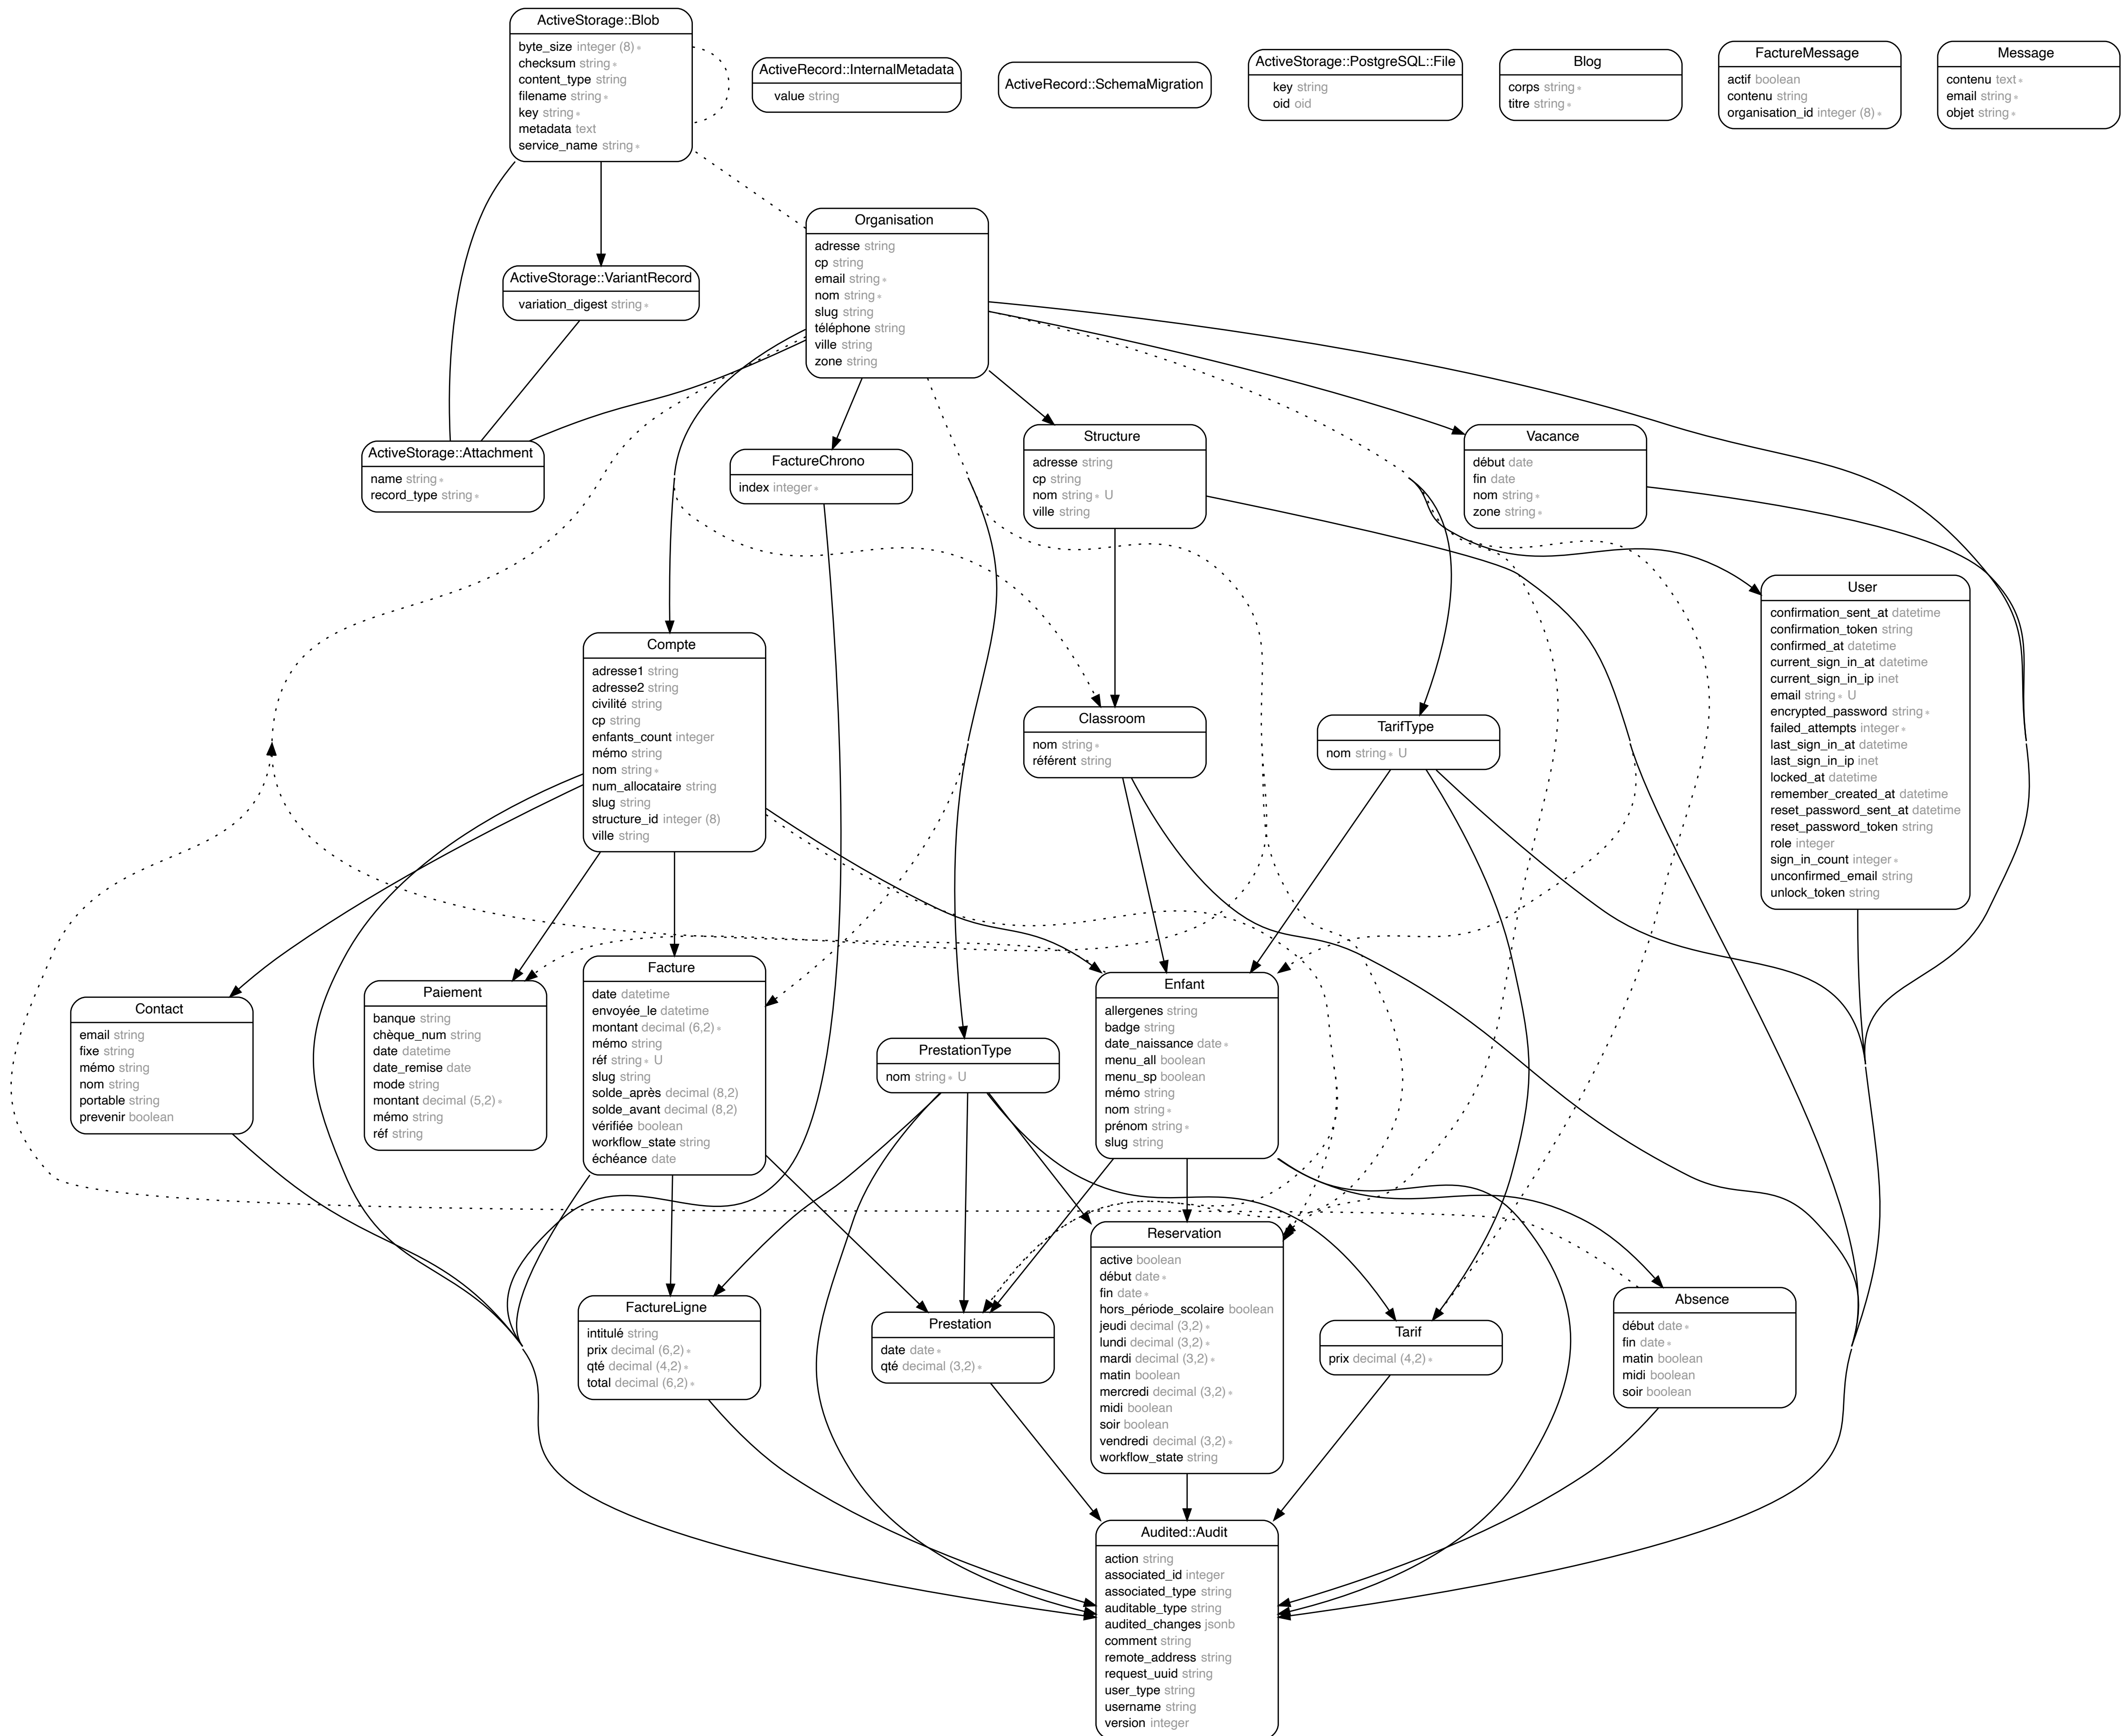 ActiveStorage::Blob
byte_size integer (8) ∗
checksum string ∗
content_type string
filename string ∗
key string ∗
metadata text
service_name string ∗
ActiveRecord::InternalMetadata
value string
ActiveRecord::SchemaMigration
ActiveStorage::PostgreSQL::File
key string
oid oid
Blog
corps string ∗
titre string ∗
FactureMessage
actif boolean
contenu string
organisation_id integer (8) ∗
Message
contenu text ∗
email string ∗
objet string ∗
Organisation
adresse string
cp string
email string ∗
nom string ∗
slug string
téléphone string
ville string
zone string
ActiveStorage::VariantRecord
variation_digest string ∗
ActiveStorage::Attachment
name string ∗
record_type string ∗
FactureChrono
index integer ∗
Structure
adresse string
cp string
nom string ∗ U
ville string
Vacance
début date
fin date
nom string ∗
zone string ∗
User
confirmation_sent_at datetime
confirmation_token string
confirmed_at datetime
current_sign_in_at datetime
current_sign_in_ip inet
email string ∗ U
encrypted_password string ∗
failed_attempts integer ∗
last_sign_in_at datetime
last_sign_in_ip inet
locked_at datetime
remember_created_at datetime
reset_password_sent_at datetime
reset_password_token string
role integer
sign_in_count integer ∗
unconfirmed_email string
unlock_token string
Compte
adresse1 string
adresse2 string
civilité string
cp string
enfants_count integer
mémo string
nom string ∗
num_allocataire string
slug string
structure_id integer (8)
ville string
Classroom
nom string ∗
référent string
TarifType
nom string ∗ U
Contact
email string
fixe string
mémo string
nom string
portable string
prevenir boolean
Paiement
banque string
chèque_num string
date datetime
date_remise date
mode string
montant decimal (5,2) ∗
mémo string
réf string
Facture
date datetime
envoyée_le datetime
montant decimal (6,2) ∗
mémo string
réf string ∗ U
slug string
solde_après decimal (8,2)
solde_avant decimal (8,2)
vérifiée boolean
workflow_state string
échéance date
PrestationType
nom string ∗ U
Enfant
allergenes string
badge string
date_naissance date ∗
menu_all boolean
menu_sp boolean
mémo string
nom string ∗
prénom string ∗
slug string
FactureLigne
intitulé string
prix decimal (6,2) ∗
qté decimal (4,2) ∗
total decimal (6,2) ∗
Prestation
date date ∗
qté decimal (3,2) ∗
Reservation
active boolean
début date ∗
fin date ∗
hors_période_scolaire boolean
jeudi decimal (3,2) ∗
lundi decimal (3,2) ∗
mardi decimal (3,2) ∗
matin boolean
mercredi decimal (3,2) ∗
midi boolean
soir boolean
vendredi decimal (3,2) ∗
workflow_state string
Tarif
prix decimal (4,2) ∗
Absence
début date ∗
fin date ∗
matin boolean
midi boolean
soir boolean
Audited::Audit
action string
associated_id integer
associated_type string
auditable_type string
audited_changes jsonb
comment string
remote_address string
request_uuid string
user_type string
username string
version integer